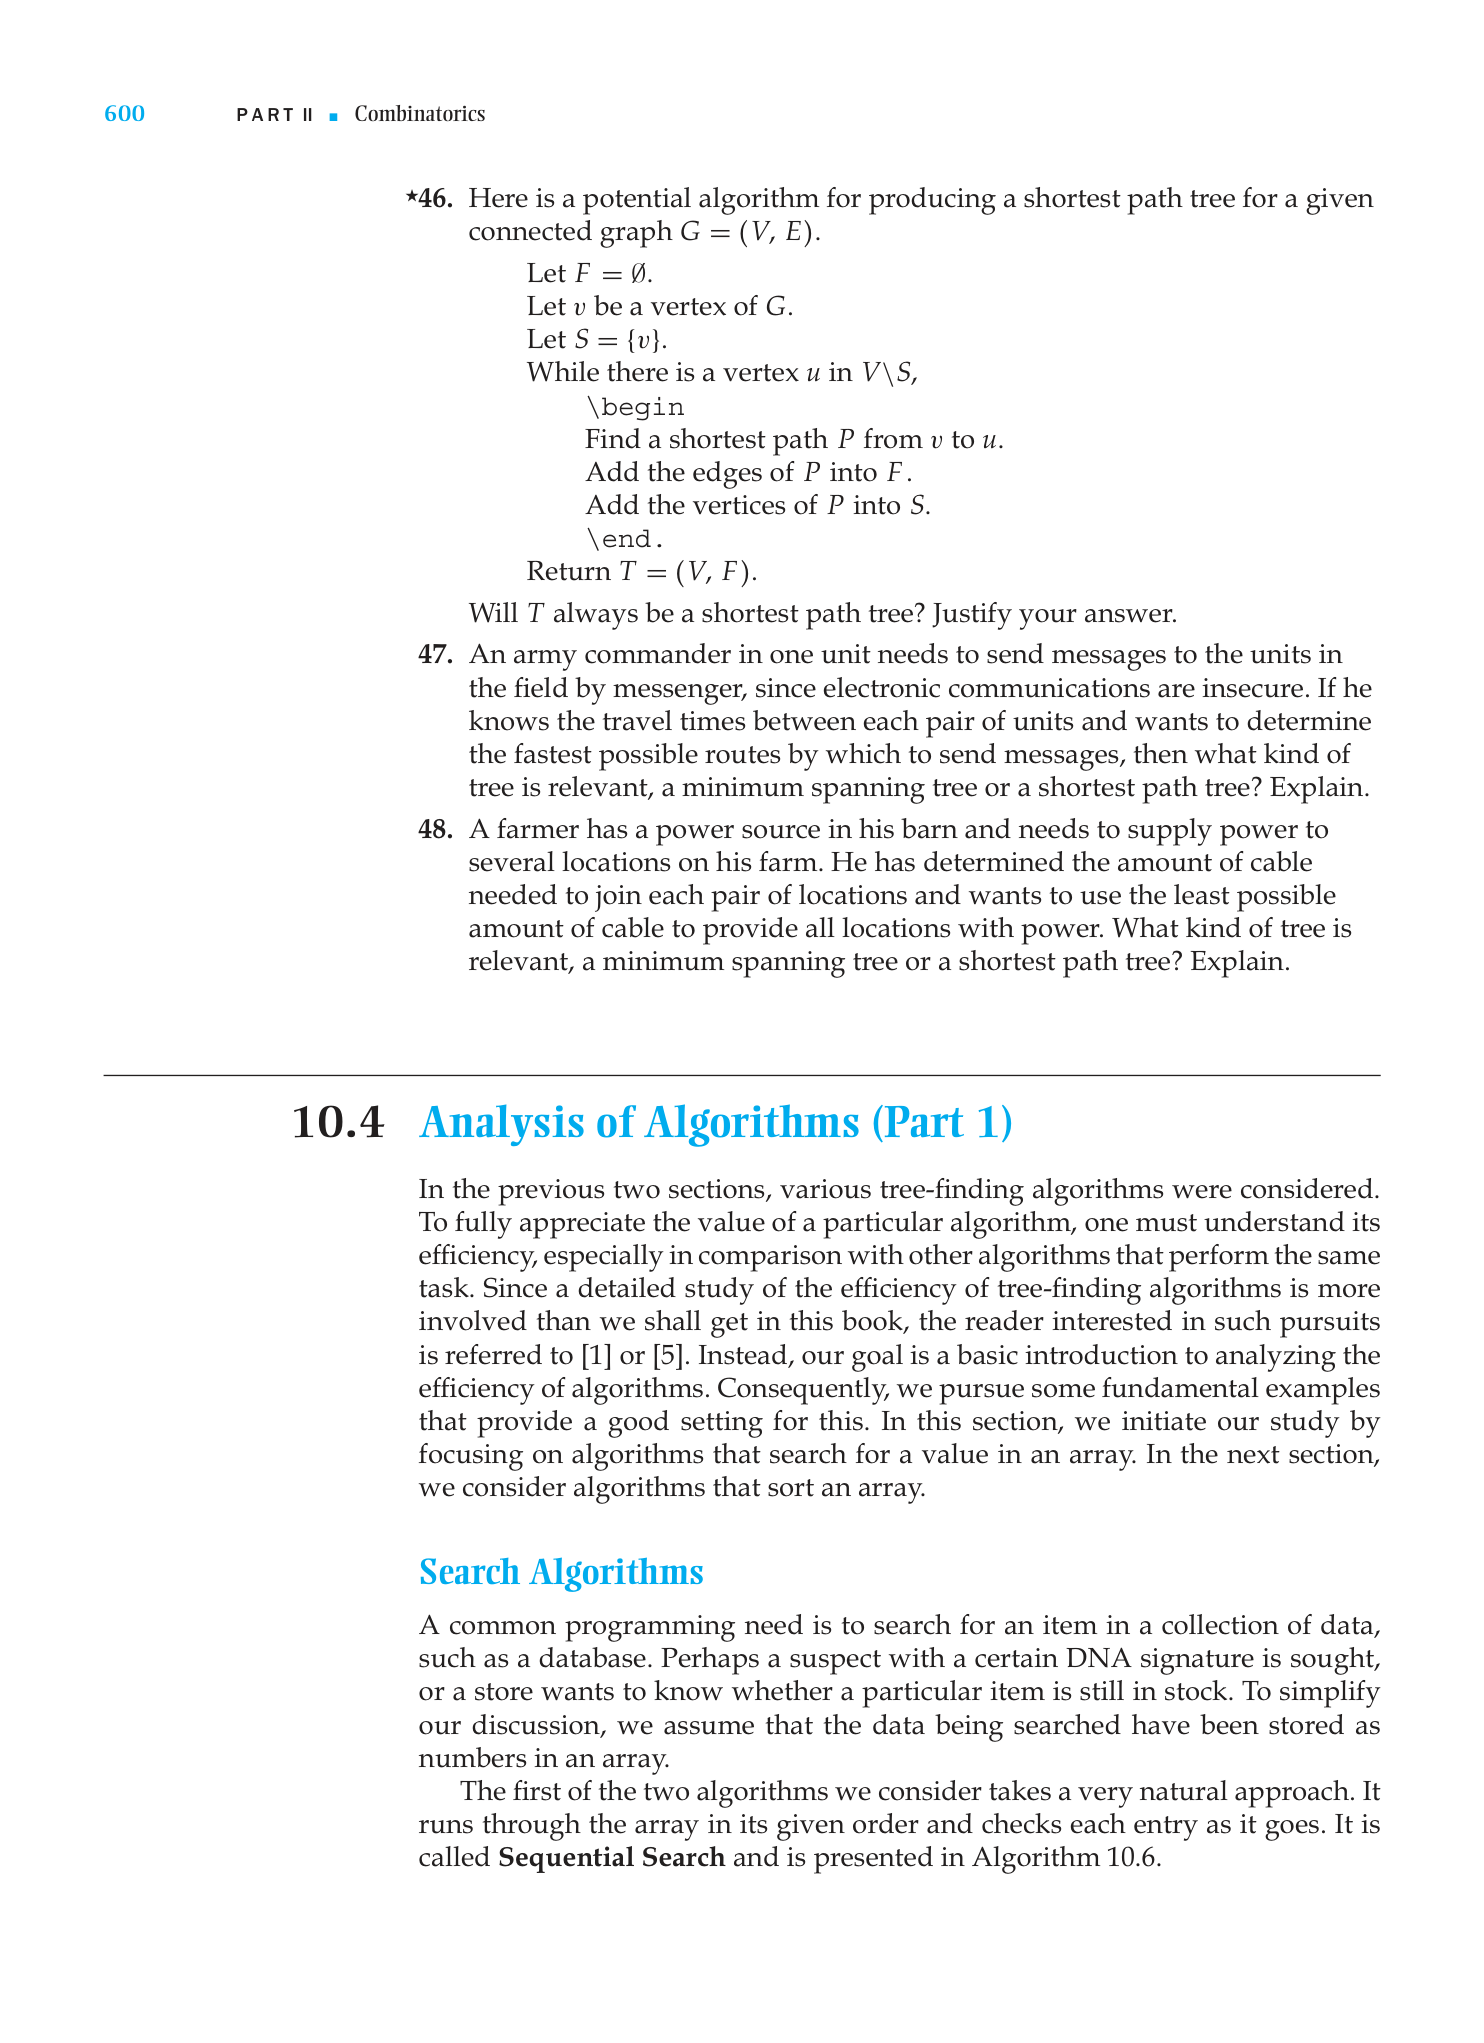 600 PART II ■ Combinatorics
★46. Here is a potential algorithm for producing a shortest path tree for a given
connected graph G = (V, E).
Let F = ∅.
Let v be a vertex of G.
Let S = {v}.
While there is a vertex u in V\S,
\begin
Find a shortest path P from v to u.
Add the edges of P into F.
Add the vertices of P into S.
\end.
Return T = (V, F).
Will T always be a shortest path tree? Justify your answer.
47. An army commander in one unit needs to send messages to the units in
the field by messenger, since electronic communications are insecure. If he
knows the travel times between each pair of units and wants to determine
the fastest possible routes by which to send messages, then what kind of
tree is relevant, a minimum spanning tree or a shortest path tree? Explain.
48. A farmer has a power source in his barn and needs to supply power to
several locations on his farm. He has determined the amount of cable
needed to join each pair of locations and wants to use the least possible
amount of cable to provide all locations with power. What kind of tree is
relevant, a minimum spanning tree or a shortest path tree? Explain.
10.4 Analysis of Algorithms (Part 1)
In the previous two sections, various tree-finding algorithms were considered.
To fully appreciate the value of a particular algorithm, one must understand its
efficiency, especially in comparison with other algorithms that perform the same
task. Since a detailed study of the efficiency of tree-finding algorithms is more
involved than we shall get in this book, the reader interested in such pursuits
is referred to [1] or [5]. Instead, our goal is a basic introduction to analyzing the
efficiency of algorithms. Consequently, we pursue some fundamental examples
that provide a good setting for this. In this section, we initiate our study by
focusing on algorithms that search for a value in an array. In the next section,
we consider algorithms that sort an array.
Search Algorithms
A common programming need is to search for an item in a collection of data,
such as a database. Perhaps a suspect with a certain DNA signature is sought,
or a store wants to know whether a particular item is still in stock. To simplify
our discussion, we assume that the data being searched have been stored as
numbers in an array.
The first of the two algorithms we consider takes a very natural approach. It
runs through the array in its given order and checks each entry as it goes. It is
called Sequential Search and is presented in Algorithm 10.6.